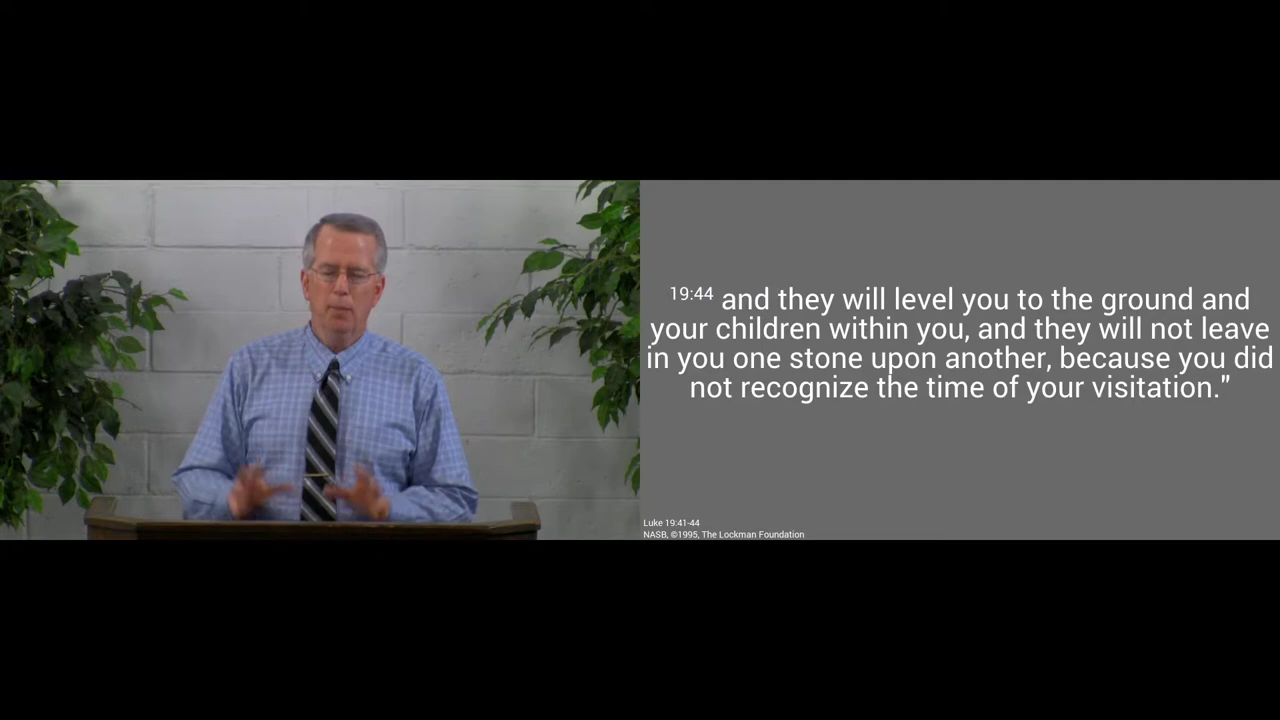 19:44 and they will level you to the ground and
your children within you, and they will not leave
in you one stone upon another, because you did
not recognize the time of your visitation."
Luke 19:41-44
NASB, ©1995, The Lockman Foundation